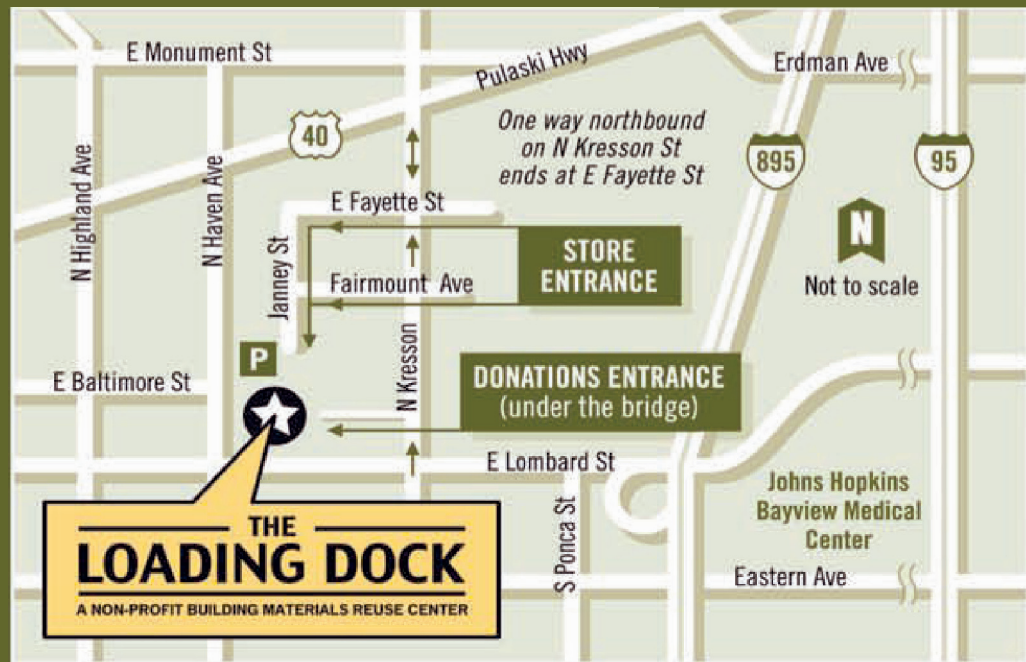 E Monument St
Pulaski Hwy
Erdman Ave
40
One way northbound
on N Kresson St
ends at E Fayette St
895
95
N Highland Ave
N Haven Ave
E Fayette St
N
Not to scale
STORE
ENTRANCE
Janney St
Fairmount Ave
N Kresson
P
E Baltimore St
DONATIONS ENTRANCE
(under the bridge)
E Lombard St
S Ponca St
Johns Hopkins
Bayview Medical
Center
Eastern Ave
THE
LOADING DOCK
A NON-PROFIT BUILDING MATERIALS REUSE CENTER